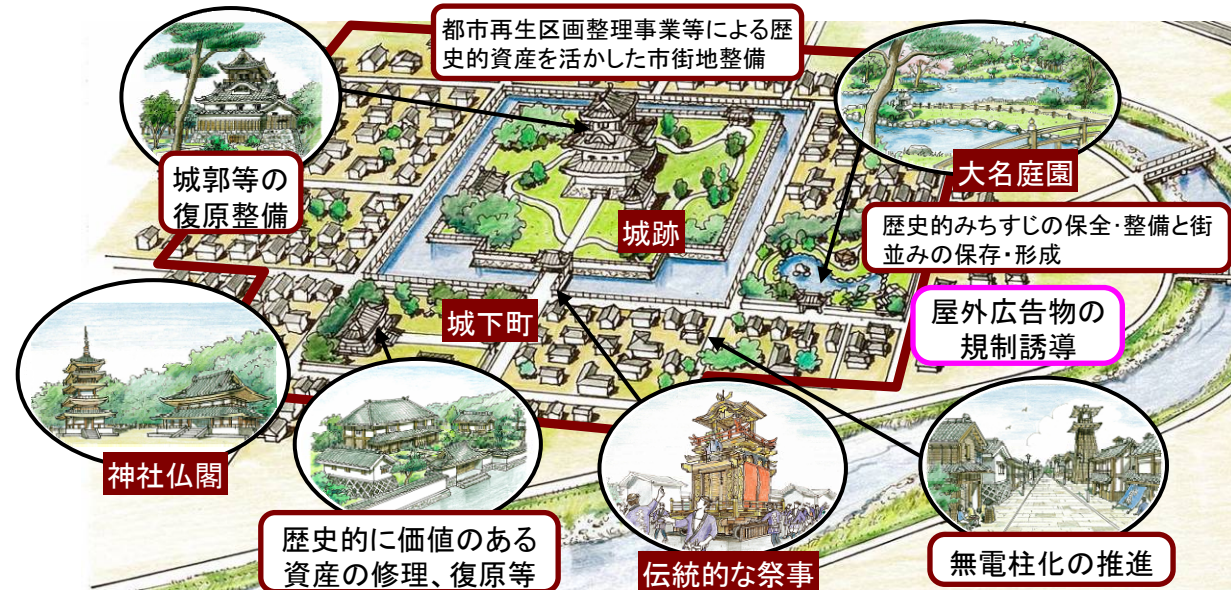 都市再生区画整理事業等による歴
史的資産を活かした市街地整備
城郭等の
復原整備
大名庭園
城跡
歴史的みちすじの保全・整備と街
並みの保存・形成
城下町
屋外広告物の
規制誘導
神社仏閣
歴史的に価値のある
資産の修理、復原等
伝統的な祭事
無電柱化の推進